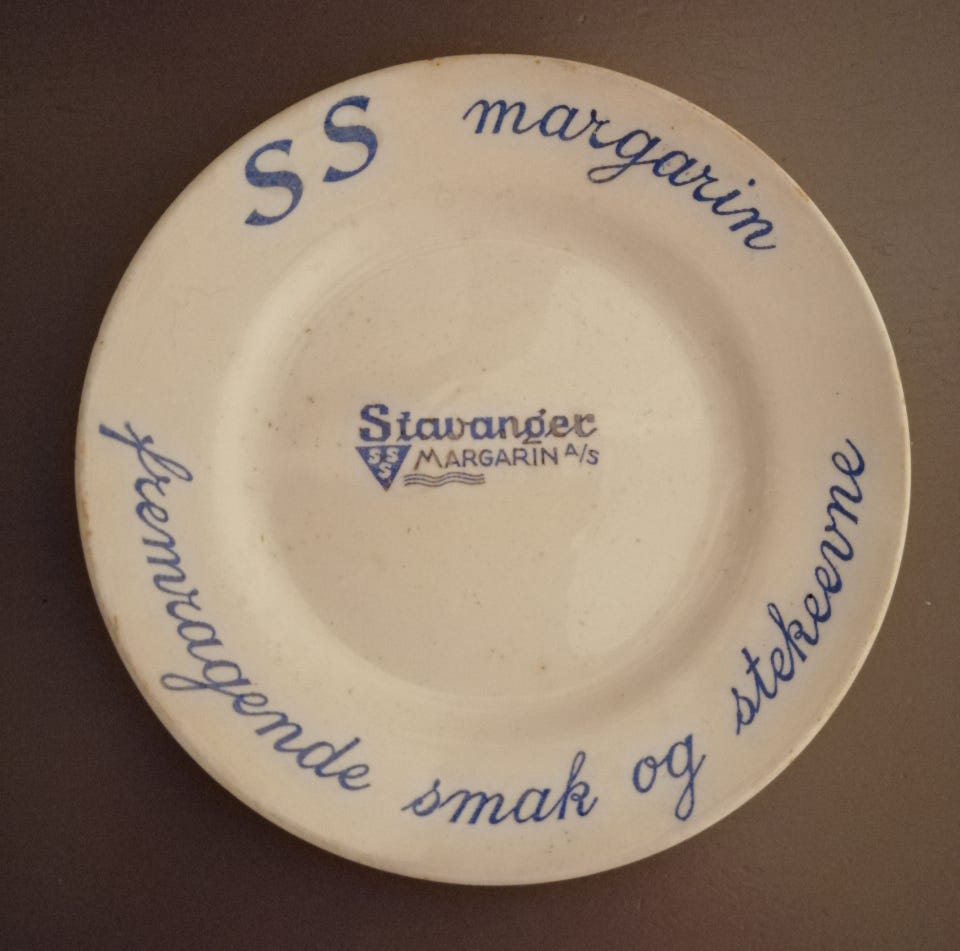 SS margarin
Stavanger
SSS MARGARIN A/S
fremragende smak og stekeevne